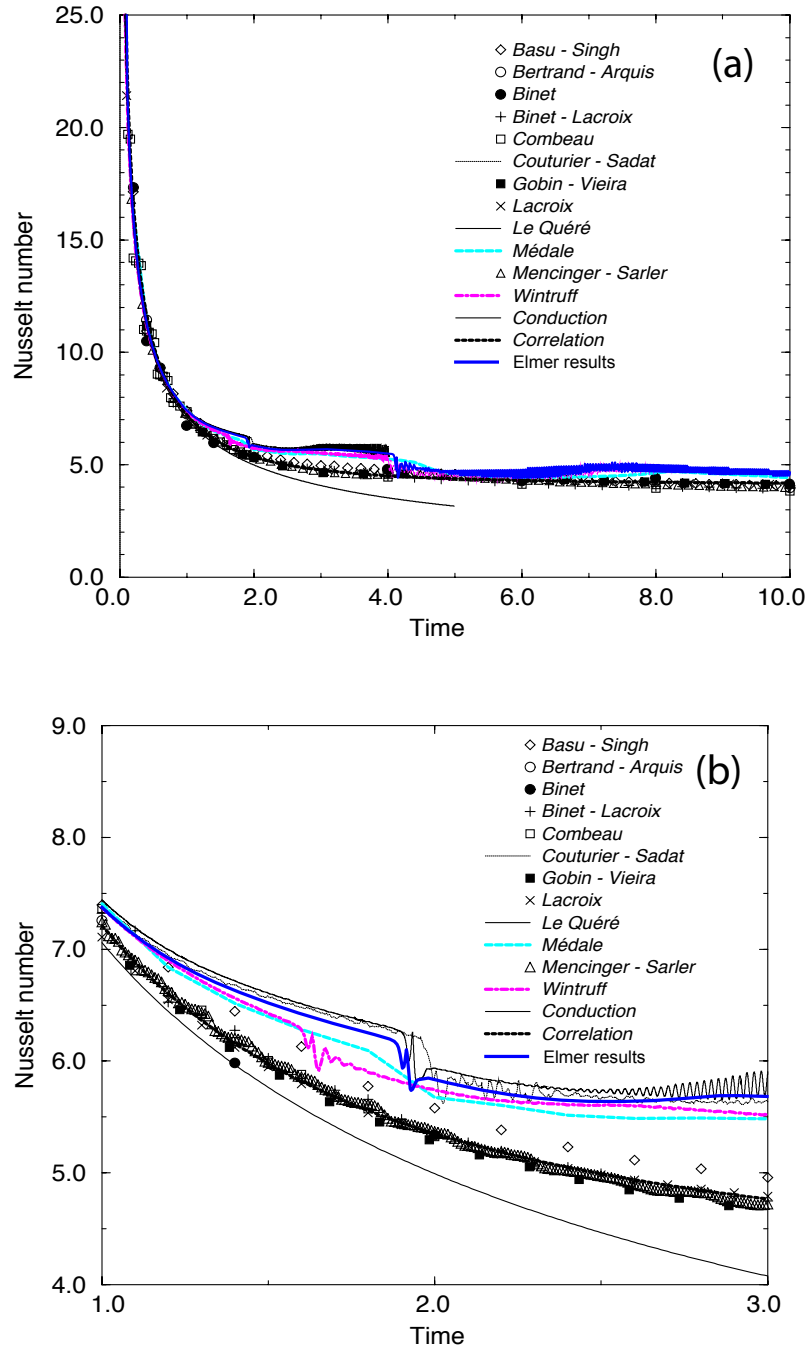 25.0
20.0
15.0
10.0
5.0
0.0
Nusselt number
(a)
Basu - Singh
Bertrand - Arquis
Binet
Binet - Lacroix
Combeau
Couturier - Sadat
Gobin - Vieira
Lacroix
Le Quéré
Médale
Mencinger - Sarler
Wintruff
Conduction
Correlation
Elmer results
0.0 2.0 4.0 6.0 8.0 10.0
Time
9.0
8.0
7.0
6.0
5.0
4.0
Nusselt number
(b)
Basu - Singh
Bertrand - Arquis
Binet
Binet - Lacroix
Combeau
Couturier - Sadat
Gobin - Vieira
Lacroix
Le Quéré
Médale
Mencinger - Sarler
Wintruff
Conduction
Correlation
Elmer results
1.0 2.0 3.0
Time